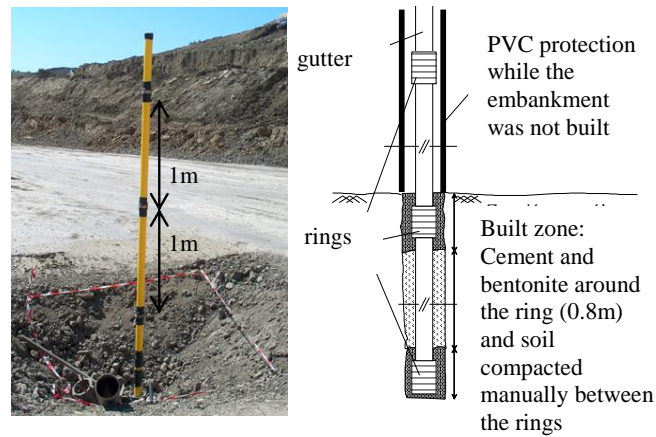 1m
1m
gutter
PVC protection
while the
embankment
was not built
rings
Built zone:
Cement and
bentonite around
the ring (0.8m)
and soil
compacted
manually between
the rings